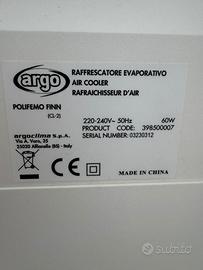 argo
RAFFRESCATORE EVAPORATIVO
AIR COOLER
RAFRAICHISSEUR D'AIR
POLIFEMO FINN
(CL-2)
220-240V~ 50Hz 60W
PRODUCT CODE: 398500007
SERIAL NUMBER: 03230312
argoclima S.p.A.
Via A. Varo, 35
25020 Alfianello (BS) - Italy
MADE IN CHINA
subito